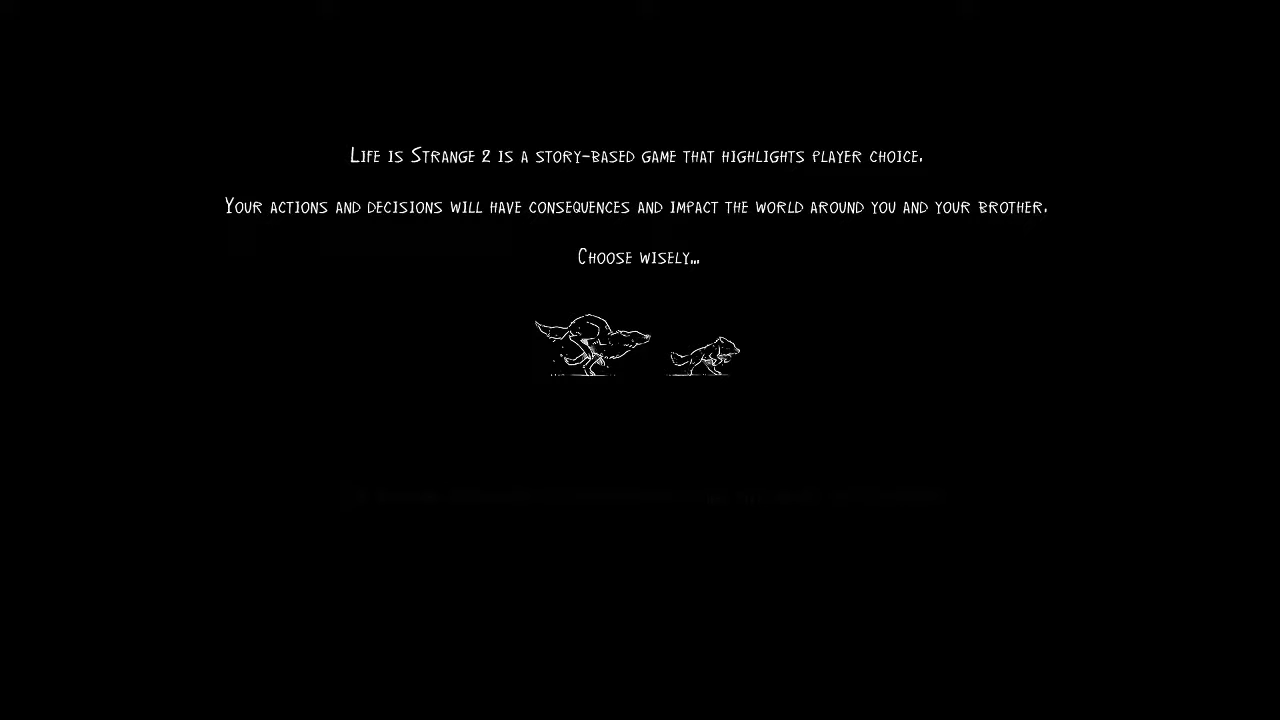 Life is Strange 2 is a story-based game that highlights player choice.
Your actions and decisions will have consequences and impact the world around you and your brother.
Choose wisely...